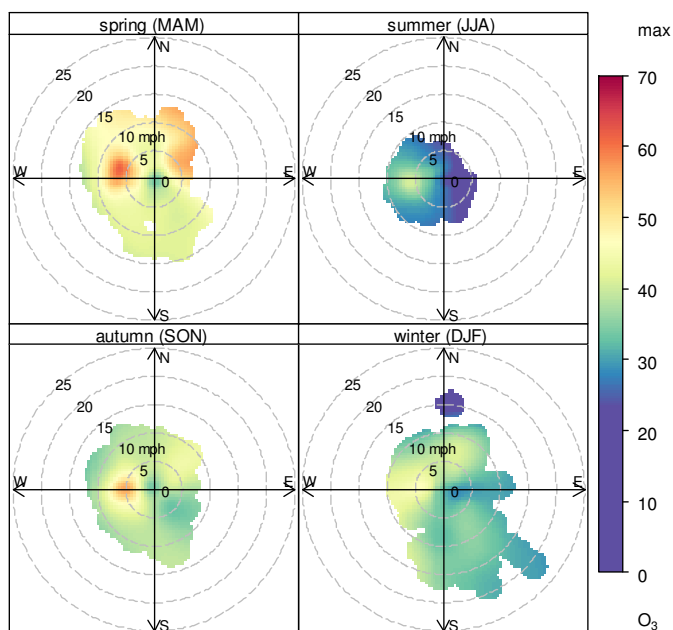 spring (MAM)
N
25
20
15
10 mph
5
0
W
E
S
summer (JJA)
N
25
20
15
10 mph
5
0
W
E
S
autumn (SON)
N
25
20
15
10 mph
5
0
W
E
S
winter (DJF)
N
25
20
15
10 mph
5
0
W
E
S
max
70
60
50
40
30
20
10
0
O₃